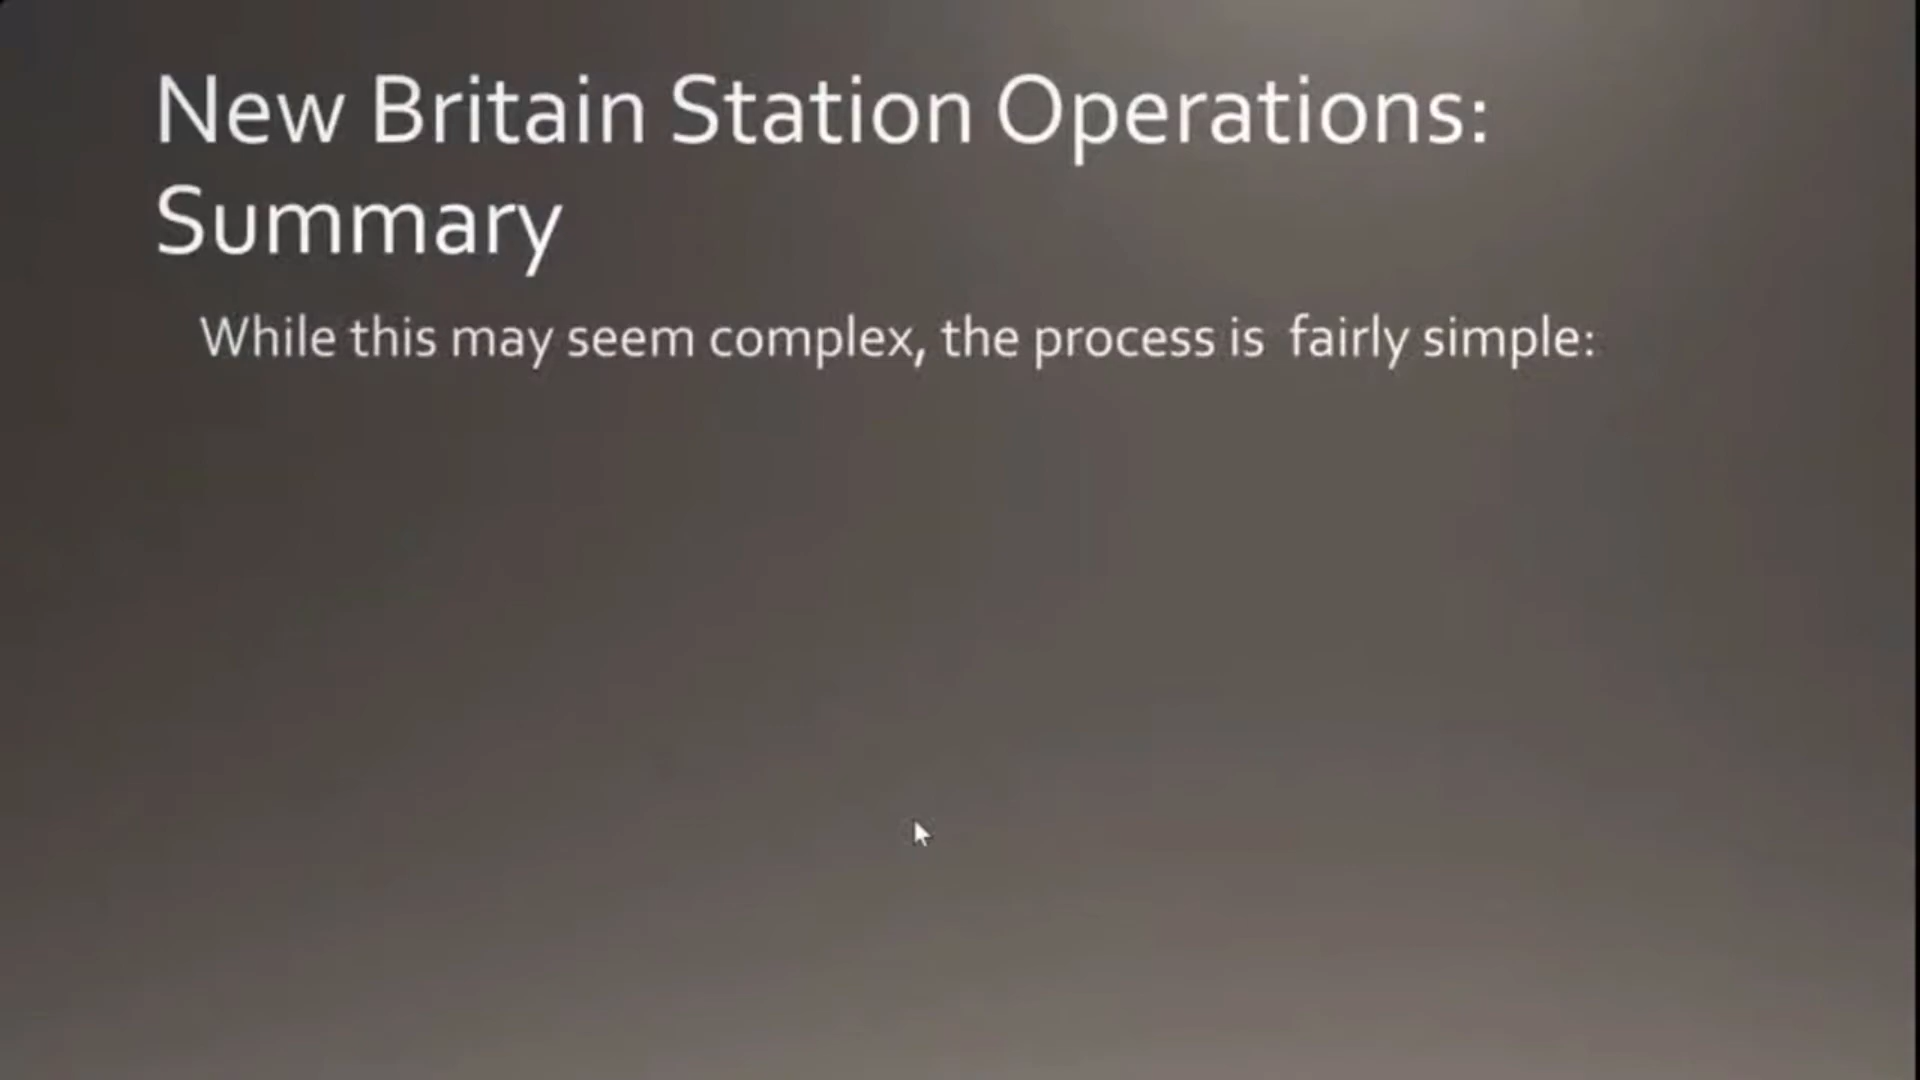 New Britain Station Operations:
Summary
While this may seem complex, the process is fairly simple: